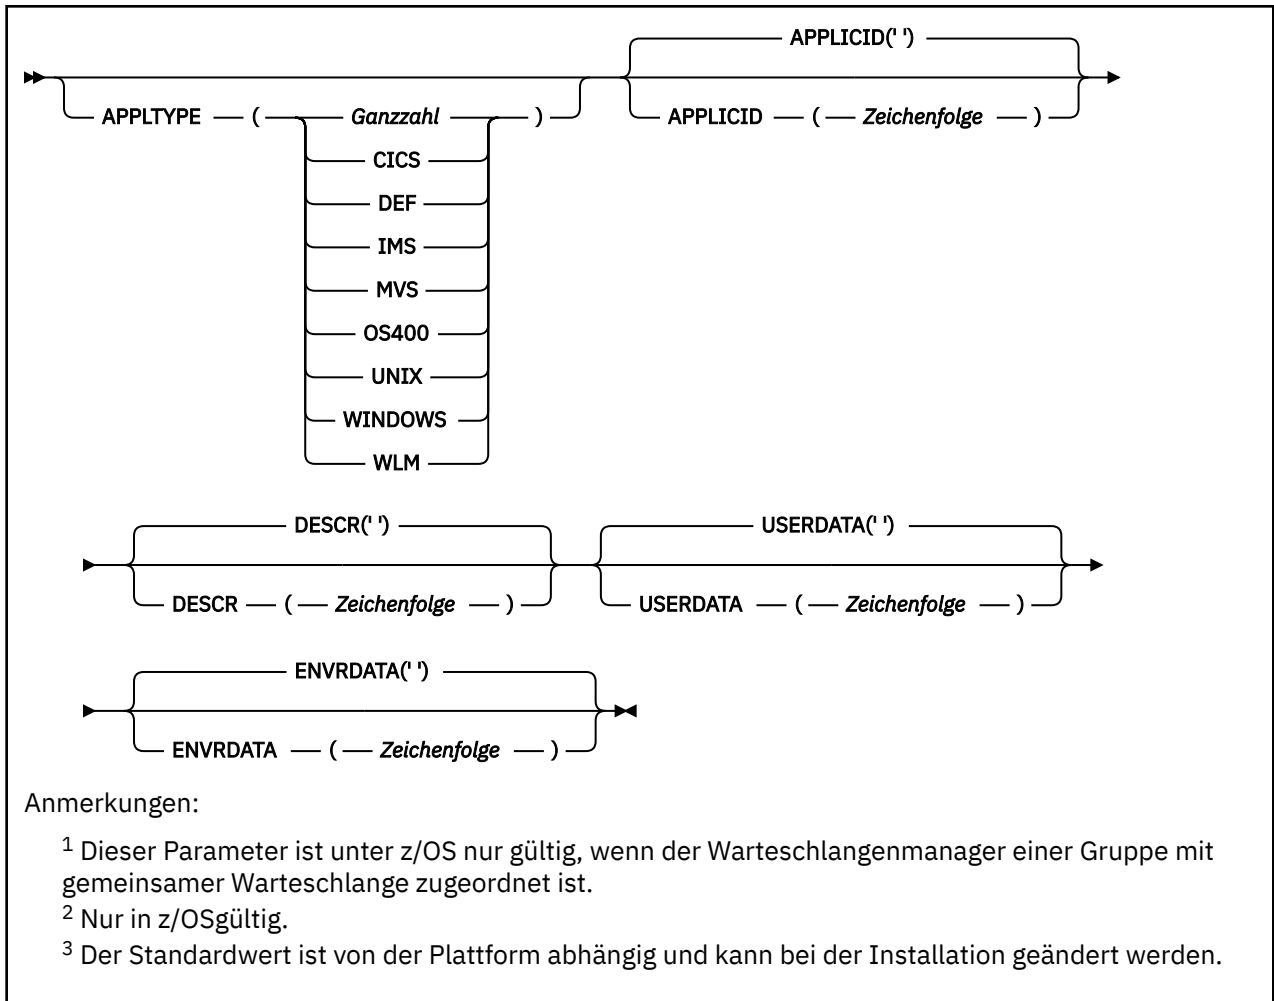 APPLICID(' ')
APPLTYPE ( Ganzzahl ) APPLICID ( Zeichenfolge )
CICS
DEF
IMS
MVS
OS400
UNIX
WINDOWS
WLM
DESCR(' ') USERDATA(' ')
DESCR ( Zeichenfolge ) USERDATA ( Zeichenfolge )
ENVRDATA(' ')
ENVRDATA ( Zeichenfolge )
Anmerkungen:
1 Dieser Parameter ist unter z/OS nur gültig, wenn der Warteschlangenmanager einer Gruppe mit
gemeinsamer Warteschlange zugeordnet ist.
2 Nur in z/OSgültig.
3 Der Standardwert ist von der Plattform abhängig und kann bei der Installation geändert werden.